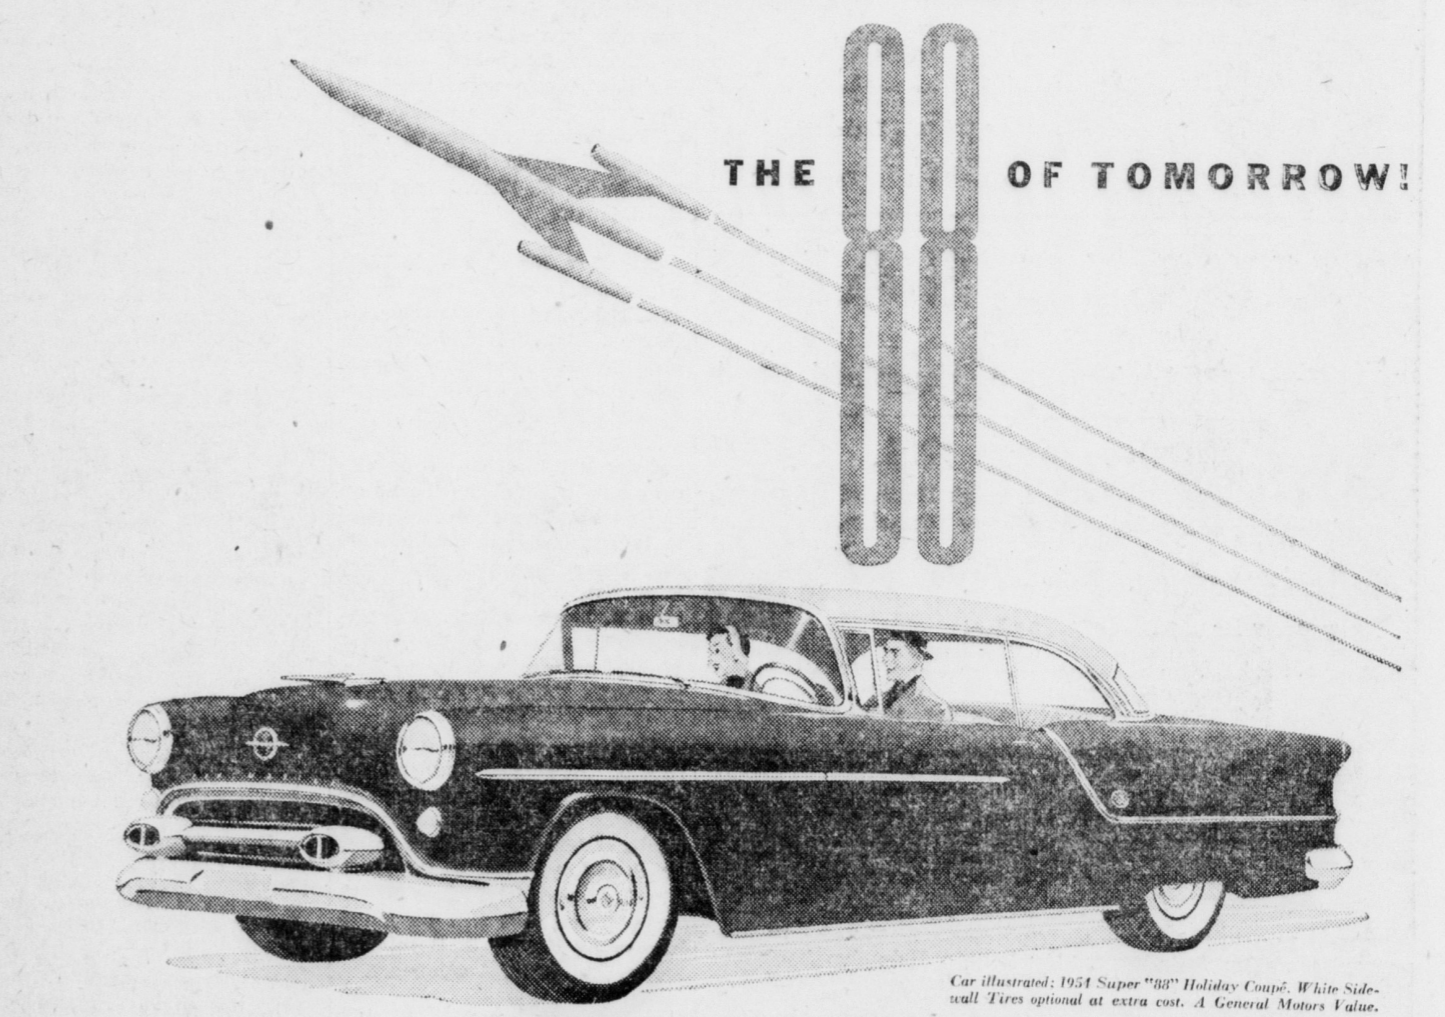 THE 88 OF TOMORROW!
Car illustrated: 1954 Super "88" Holiday Coupé. White Side-
wall Tires optional at extra cost. A General Motors Value.